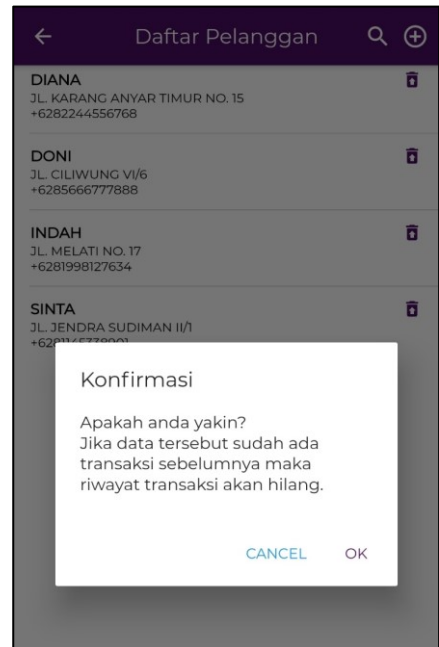 Daftar Pelanggan
DIANA
JL. KARANG ANYAR TIMUR NO. 15
+6282244556768
DONI
JL. CILIWUNG VI/6
+6285666777888
INDAH
JL. MELATI NO. 17
+6281998127634
SINTA
JL. JENDRA SUDIMAN II/1
Konfirmasi
Apakah anda yakin?
Jika data tersebut sudah ada
transaksi sebelumnya maka
riwayat transaksi akan hilang.
CANCEL OK